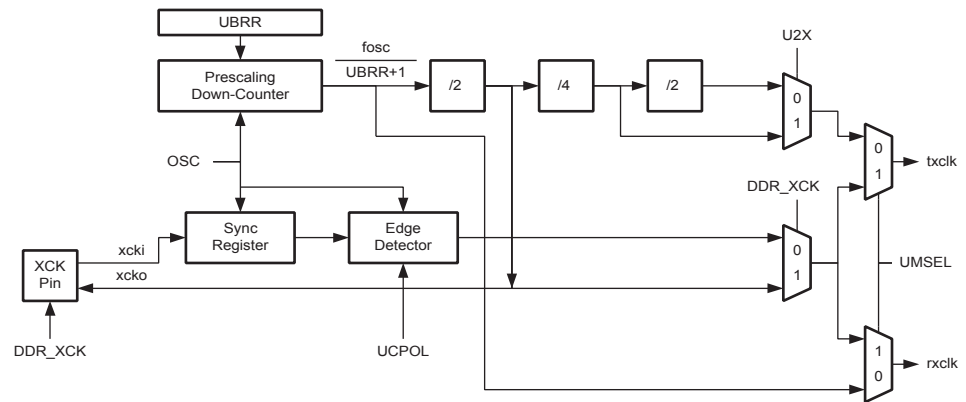 UBRR
Prescaling
Down-Counter
fosc
UBRR+1
/2
/4
/2
U2X
0
1
OSC
0
1
txclk
DDR_XCK
Sync
Register
Edge
Detector
0
1
xcki
XCK
Pin
xcko
UMSEL
DDR_XCK
UCPOL
1
0
rxclk